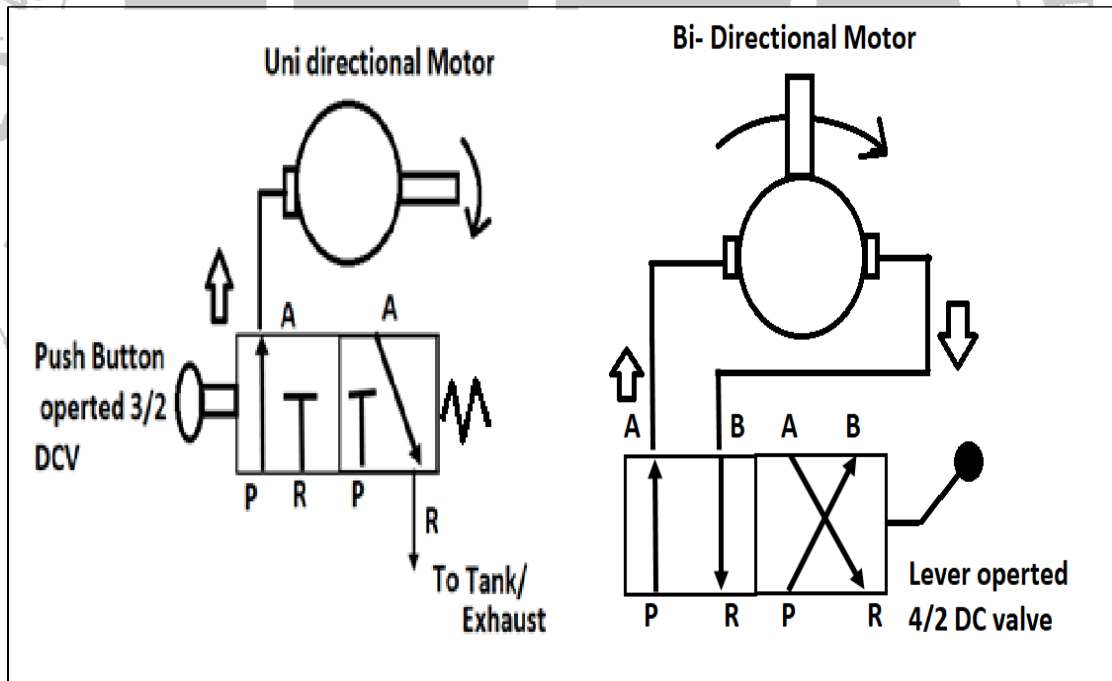 Uni directional Motor
A
A
Push Button
operted 3/2
DCV
P
R
P
R
To Tank/
Exhaust
Bi- Directional Motor
A
B
A
B
P
R
P
R
Lever operted
4/2 DC valve